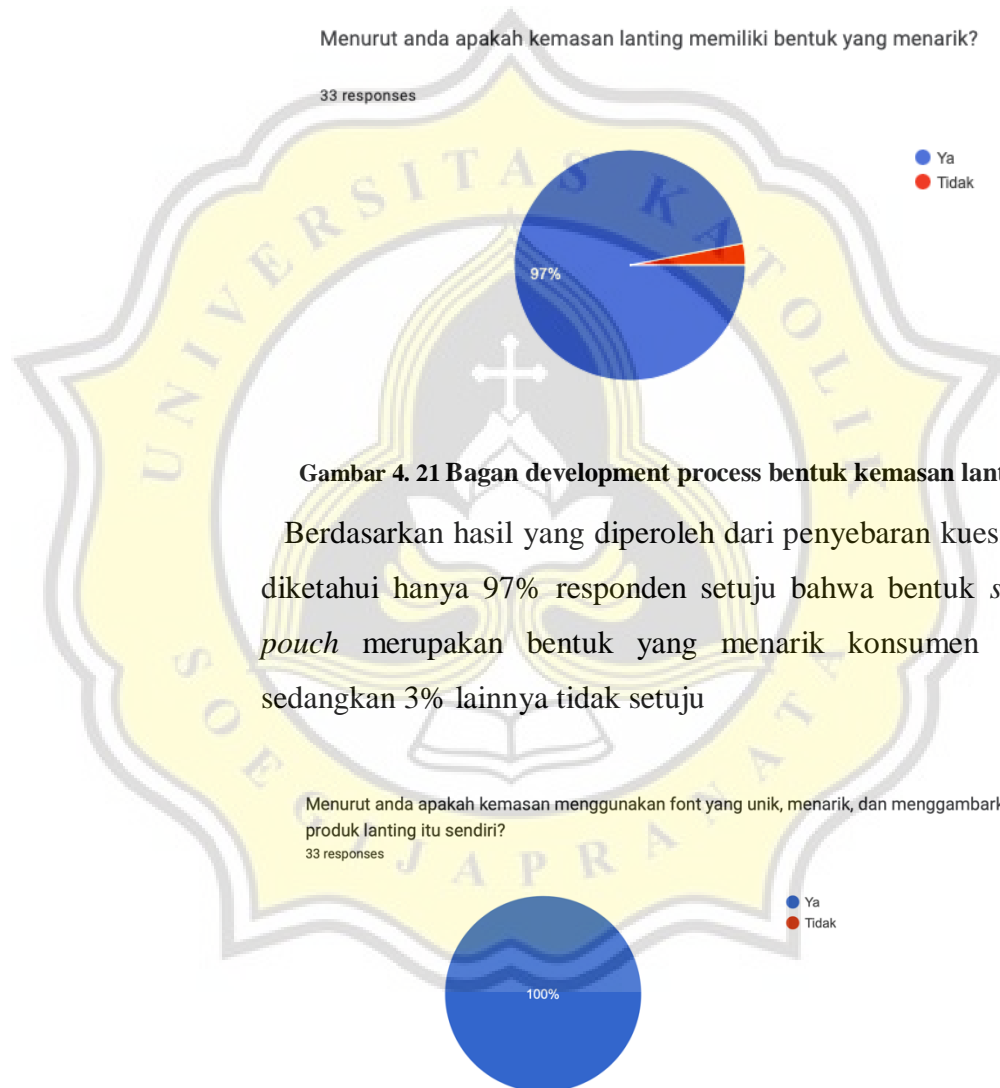 Menurut anda apakah kemasan lanting memiliki bentuk yang menarik?
33 responses
Ya
Tidak
97%
UNIVERSITAS KATOLIK
SOEGIJAPRANATA
Gambar 4. 21 Bagan development process bentuk kemasan
Berdasarkan hasil yang diperoleh dari penyebaran
diketahui hanya 97% responden setuju bahwa bentuk
pouch merupakan bentuk yang menarik konsumen
sedangkan 3% lainnya tidak setuju
Menurut anda apakah kemasan menggunakan font yang unik, menarik, dan
produk lanting itu sendiri?
33 responses
Ya
Tidak
100%